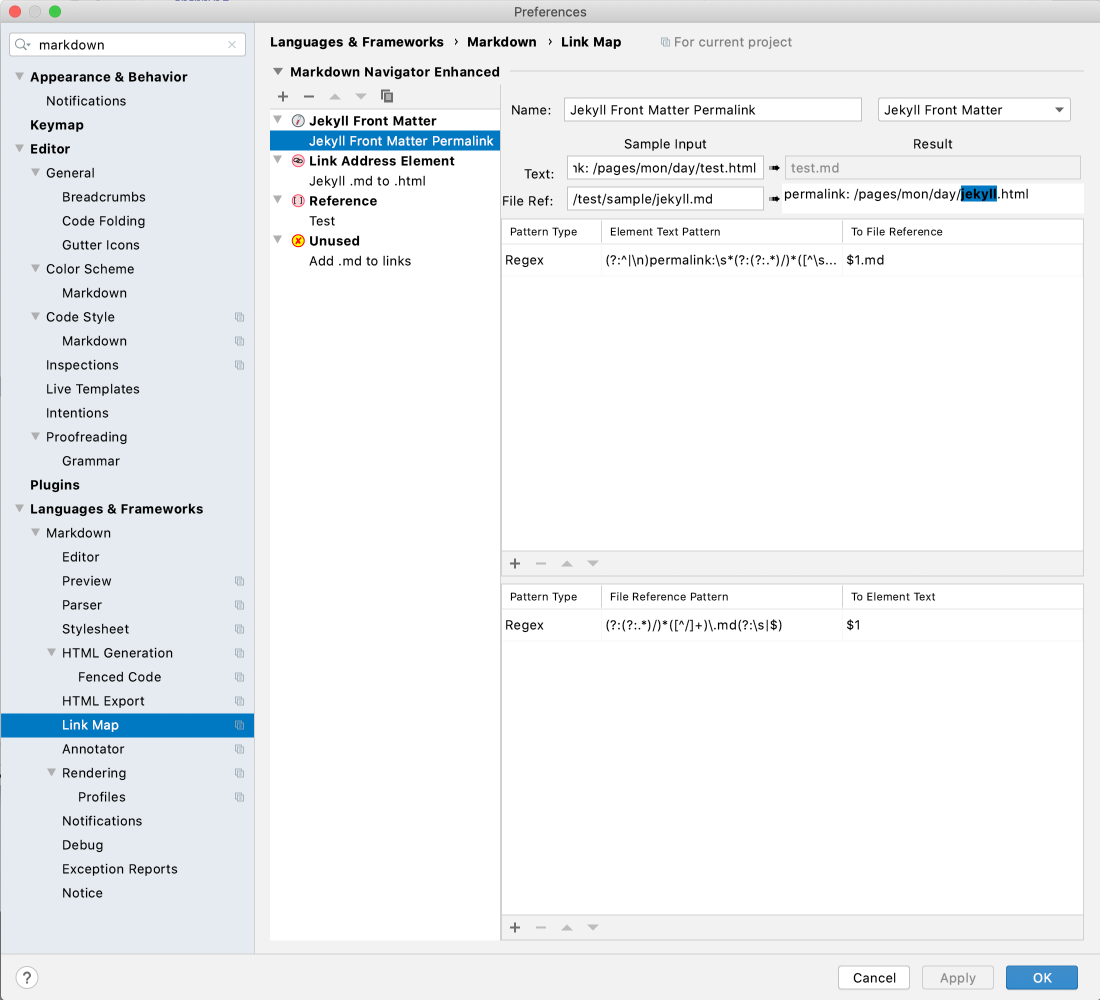 Preferences
markdown
Appearance & Behavior
Notifications
Keymap
Editor
General
Breadcrumbs
Code Folding
Gutter Icons
Color Scheme
Markdown
Code Style
Markdown
Inspections
Live Templates
Intentions
Proofreading
Grammar
Plugins
Languages & Frameworks
Markdown
Editor
Preview
Parser
Stylesheet
HTML Generation
Fenced Code
HTML Export
Link Map
Annotator
Rendering
Profiles
Notifications
Debug
Exception Reports
Notice
Languages & Frameworks › Markdown › Link Map For current project
Markdown Navigator Enhanced
Jekyll Front Matter
Jekyll Front Matter Permalink
Link Address Element
Jekyll .md to .html
Reference
Test
Unused
Add .md to links
Name: Jekyll Front Matter Permalink Jekyll Front Matter
Sample Input Result
Text: nk: /pages/mon/day/test.html test.md
File Ref: /test/sample/jekyll.md permalink: /pages/mon/day/jekyll.html
Pattern Type Element Text Pattern To File Reference
Regex (?:^|\n)permalink:\s*(?:(?:.*)/)*([^\s... $1.md
Pattern Type File Reference Pattern To Element Text
Regex (?:(?:.*)/)*([^/]+)\.md(?:\s|$) $1
? Cancel Apply OK